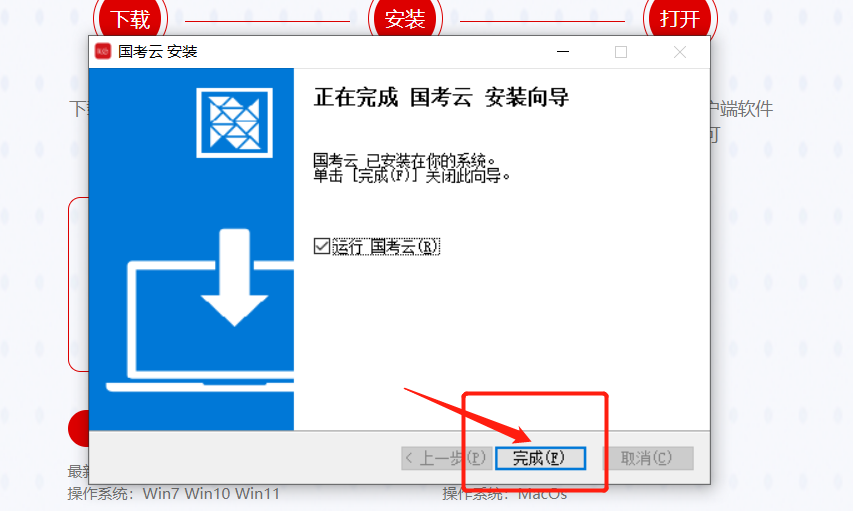 下载
安装
打开
国考云 安装
正在完成 国考云 安装向导
下
户端软件
可
国考云 已安装在你的系统。
单击 [完成(F)] 关闭此向导。
运行 国考云(R)
< 上一步(P)
完成(F)
取消(C)
最新
操作系统：Win7 Win10 Win11
操作系统：MacOs